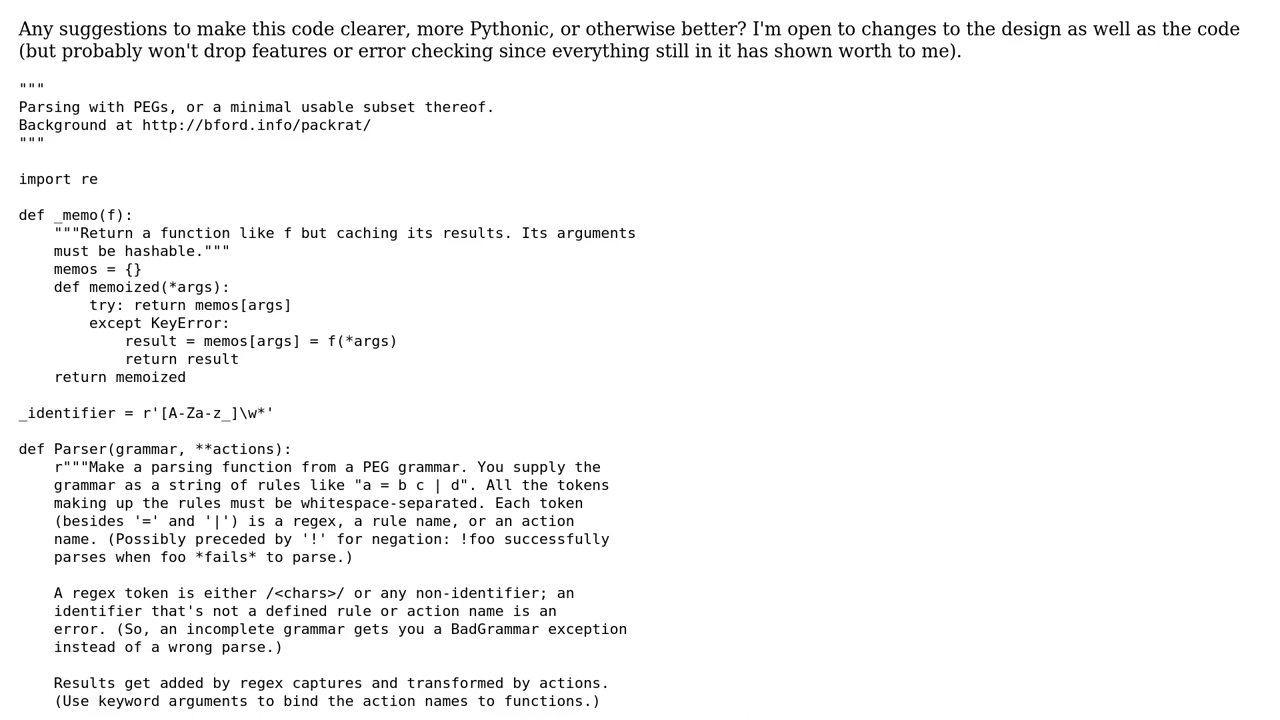 Any suggestions to make this code clearer, more Pythonic, or otherwise better? I'm open to changes to the design as well as the code
(but probably won't drop features or error checking since everything still in it has shown worth to me).
"""
Parsing with PEGs, or a minimal usable subset thereof.
Background at http://bford.info/packrat/
"""
import re
def _memo(f):
    """Return a function like f but caching its results. Its arguments
    must be hashable."""
    memos = {}
    def memoized(*args):
        try: return memos[args]
        except KeyError:
            result = memos[args] = f(*args)
            return result
    return memoized
_identifier = r'[A-Za-z_]\w*'
def Parser(grammar, **actions):
    r"""Make a parsing function from a PEG grammar. You supply the
    grammar as a string of rules like "a = b c | d". All the tokens
    making up the rules must be whitespace-separated. Each token
    (besides '=' and '|') is a regex, a rule name, or an action
    name. (Possibly preceded by '!' for negation: !foo successfully
    parses when foo *fails* to parse.)
    A regex token is either /<chars>/ or any non-identifier; an
    identifier that's not a defined rule or action name is an
    error. (So, an incomplete grammar gets you a BadGrammar exception
    instead of a wrong parse.)
    Results get added by regex captures and transformed by actions.
    (Use keyword arguments to bind the action names to functions.)